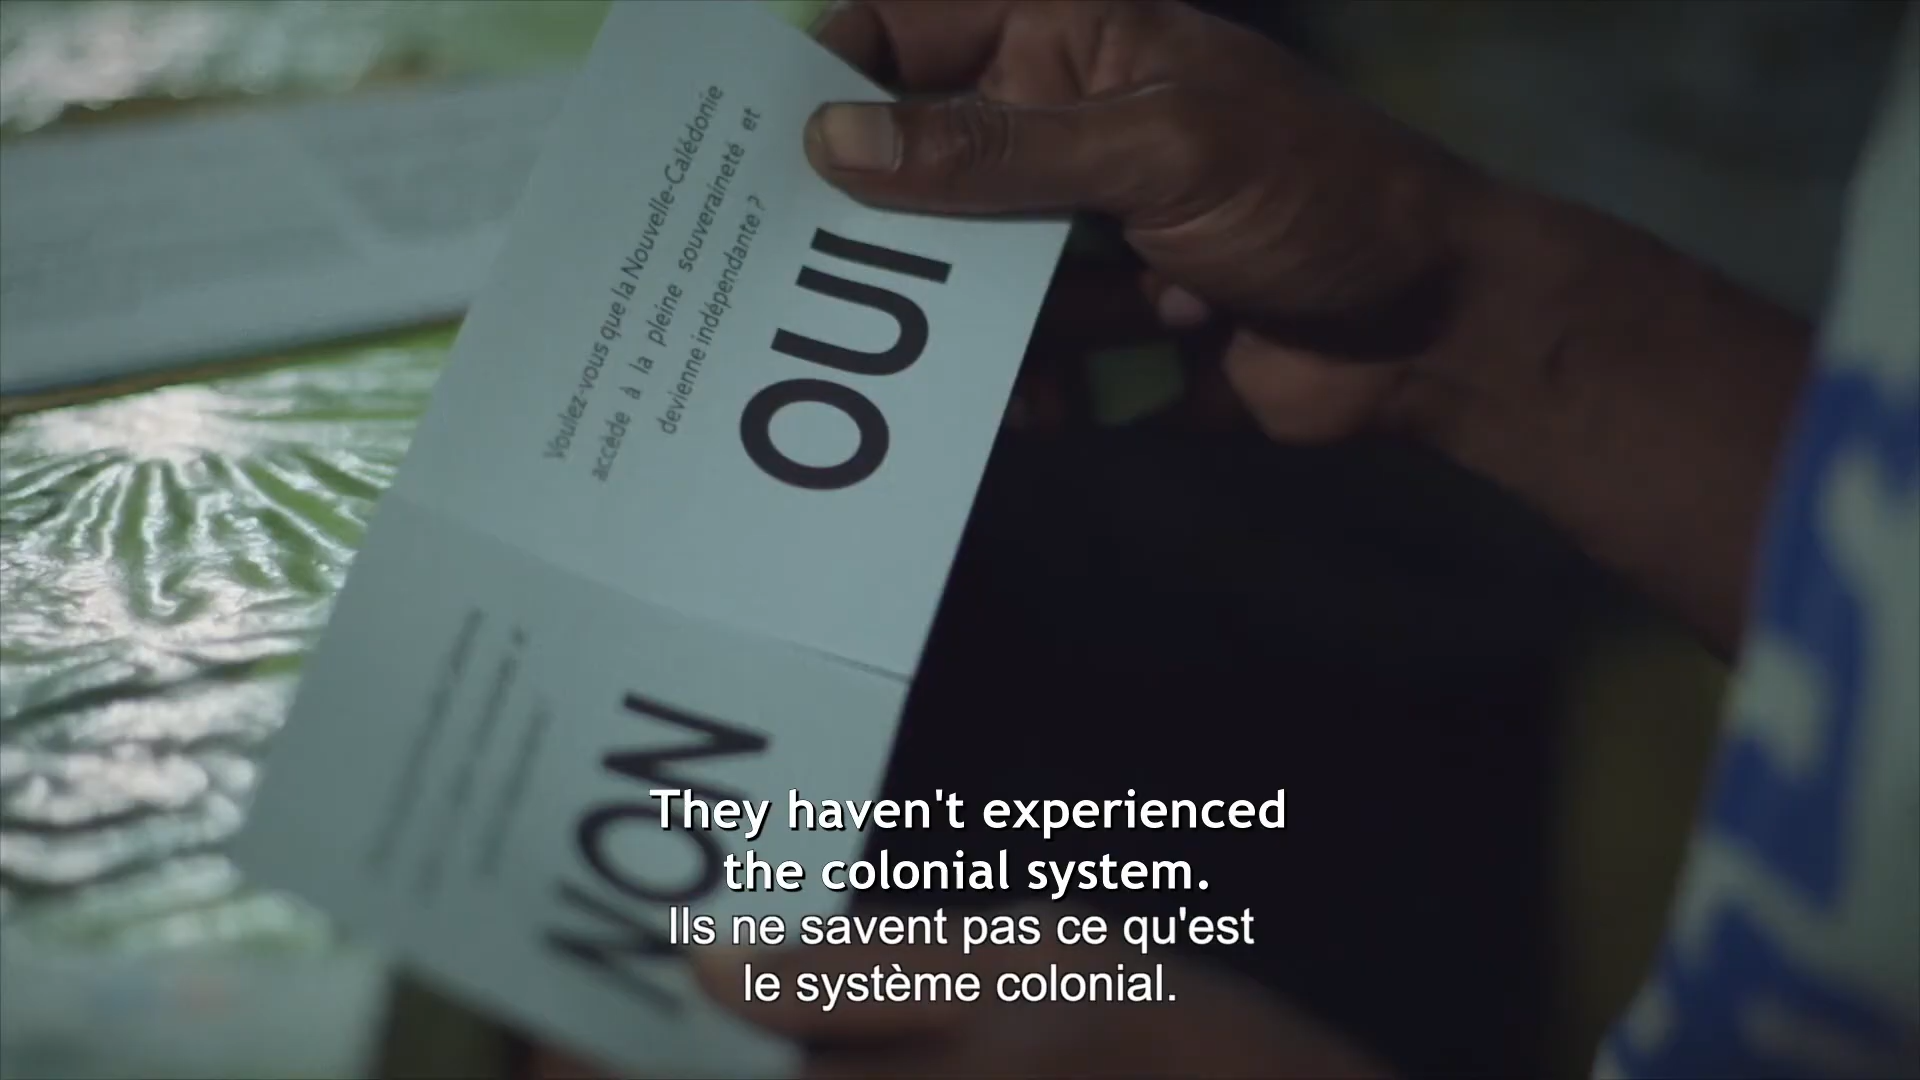 Voulez-vous que la Nouvelle-Calédonie
accède à la pleine souveraineté et
devienne indépendante ?
OUI
NON
They haven't experienced
the colonial system.
Ils ne savent pas ce qu'est
le système colonial.